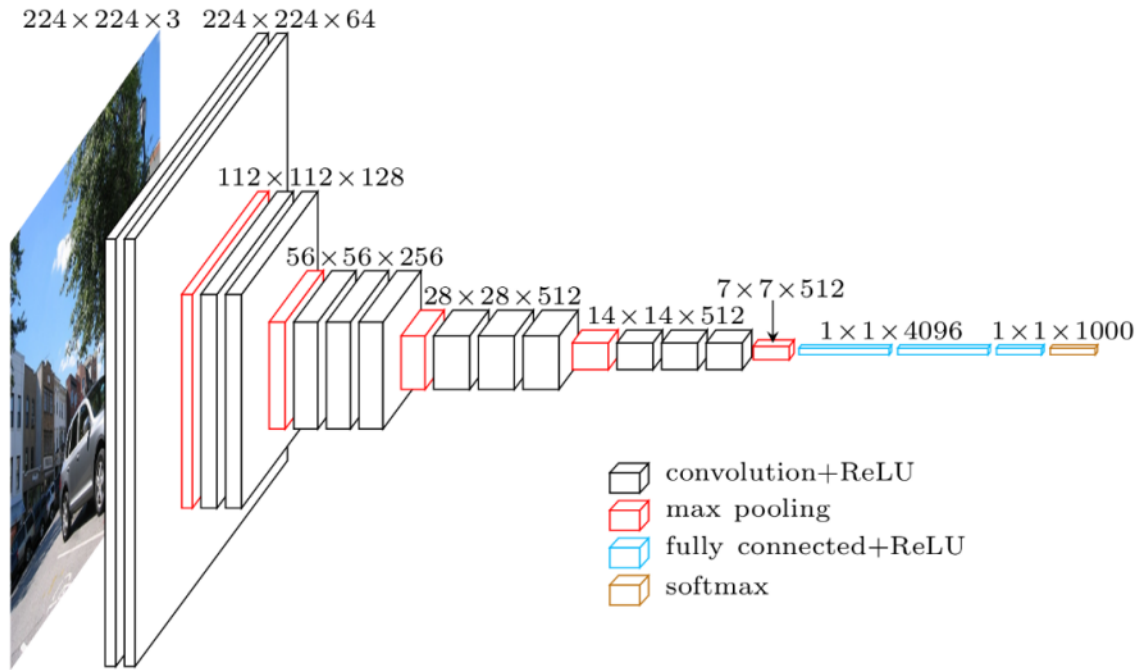 224×224×3
224×224×64
112×112×128
56×56×256
28×28×512
14×14×512
7×7×512
1×1×4096
1×1×1000
convolution+ReLU
max pooling
fully connected+ReLU
softmax